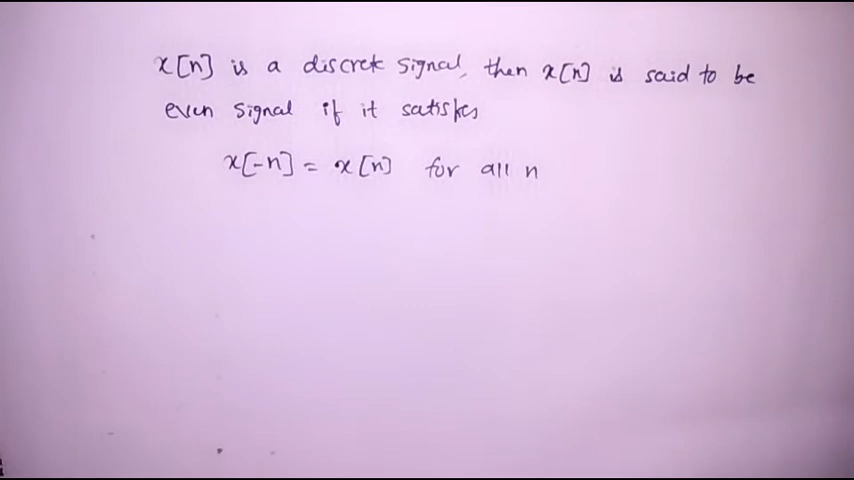 x[n] is a discrete signal, then x[n] is said to be
even signal if it satisfies
x[-n] = x[n] for all n